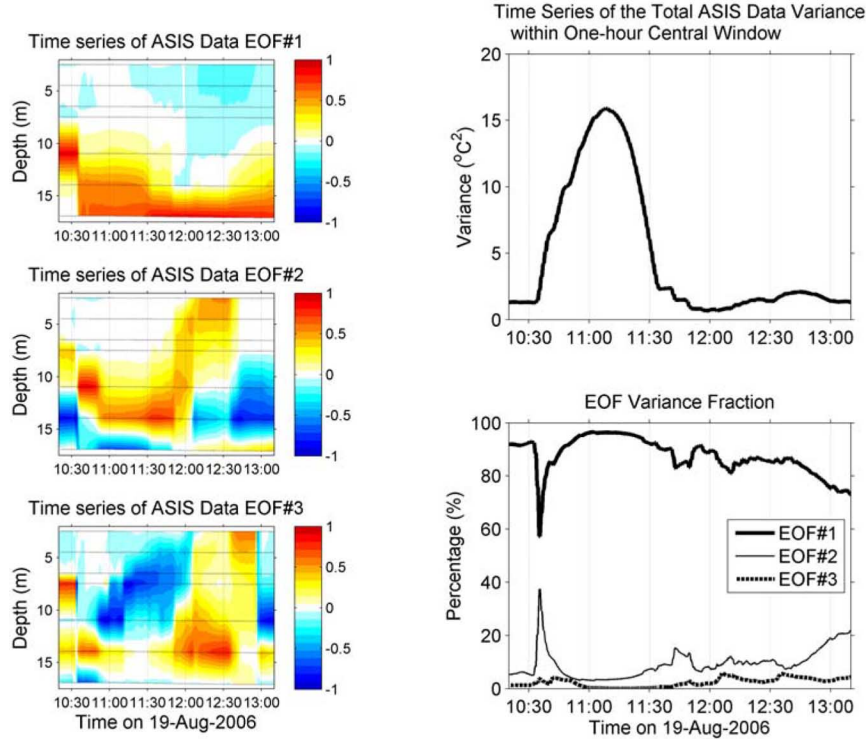 Time series of ASIS Data EOF#1
Depth (m)
5
10
15
10:30 11:00 11:30 12:00 12:30 13:00
1
0.5
0
-0.5
-1
Time series of ASIS Data EOF#2
Depth (m)
5
10
15
10:30 11:00 11:30 12:00 12:30 13:00
1
0.5
0
-0.5
-1
Time series of ASIS Data EOF#3
Depth (m)
5
10
15
10:30 11:00 11:30 12:00 12:30 13:00
Time on 19-Aug-2006
1
0.5
0
-0.5
-1
Time Series of the Total ASIS Data Variance
within One-hour Central Window
Variance (°C²)
20
15
10
5
0
10:30 11:00 11:30 12:00 12:30 13:00
EOF Variance Fraction
Percentage (%)
100
80
60
40
20
0
EOF#1
EOF#2
EOF#3
10:30 11:00 11:30 12:00 12:30 13:00
Time on 19-Aug-2006